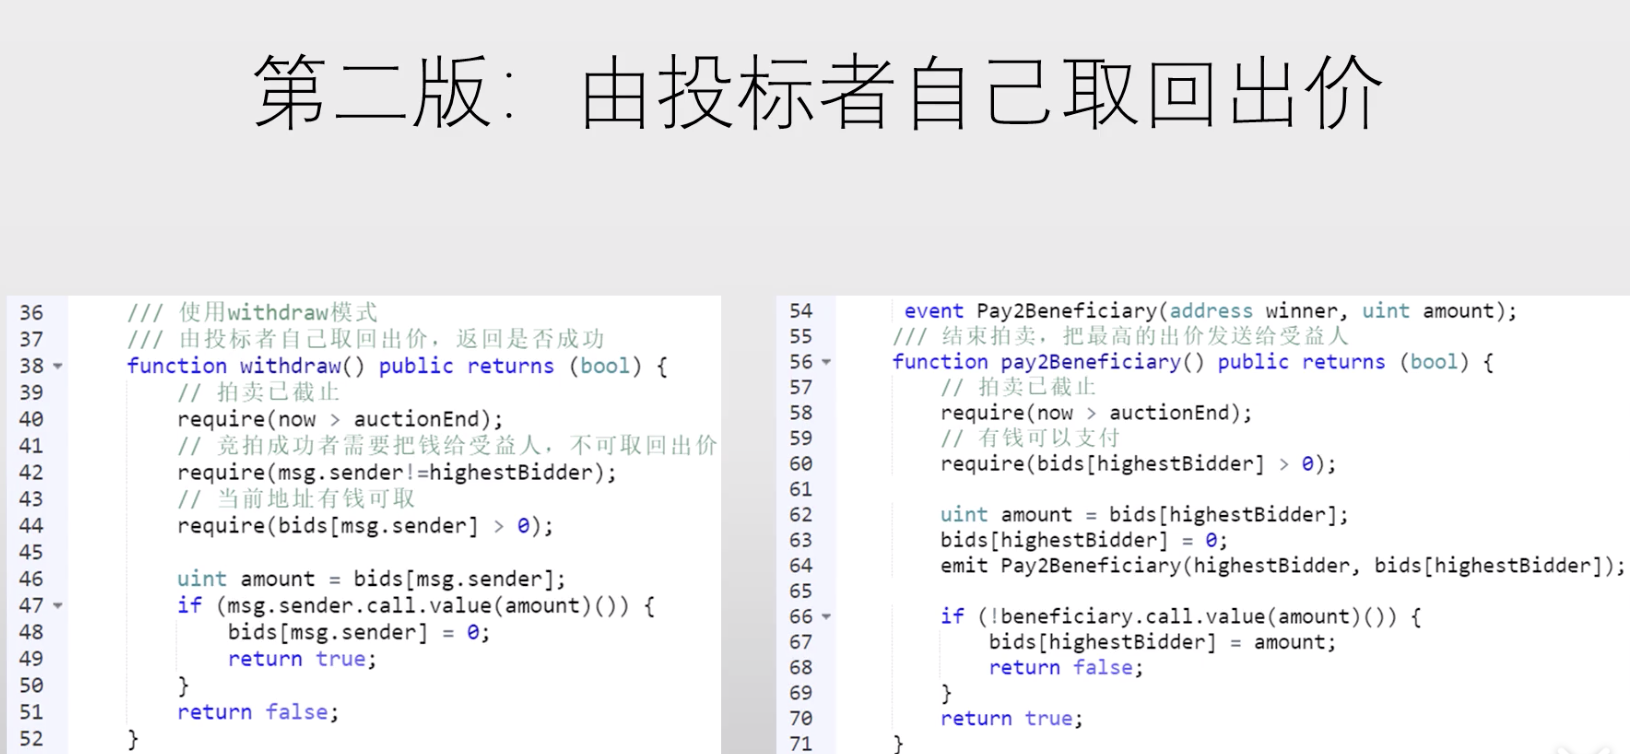 第二版：由投标者自己取回出价
36 /// 使用withdraw模式
37 /// 由投标者自己取回出价，返回是否成功
38 function withdraw() public returns (bool) {
39 // 拍卖已截止
40 require(now > auctionEnd);
41 // 竞拍成功者需要把钱给受益人，不可取回出价
42 require(msg.sender!=highestBidder);
43 // 当前地址有钱可取
44 require(bids[msg.sender] > 0);
45
46 uint amount = bids[msg.sender];
47 if (msg.sender.call.value(amount)()) {
48 bids[msg.sender] = 0;
49 return true;
50 }
51 return false;
52 }
54 event Pay2Beneficiary(address winner, uint amount);
55 /// 结束拍卖，把最高的出价发送给受益人
56 function pay2Beneficiary() public returns (bool) {
57 // 拍卖已截止
58 require(now > auctionEnd);
59 // 有钱可以支付
60 require(bids[highestBidder] > 0);
61
62 uint amount = bids[highestBidder];
63 bids[highestBidder] = 0;
64 emit Pay2Beneficiary(highestBidder, bids[highestBidder]);
65
66 if (!beneficiary.call.value(amount)()) {
67 bids[highestBidder] = amount;
68 return false;
69 }
70 return true;
71 }